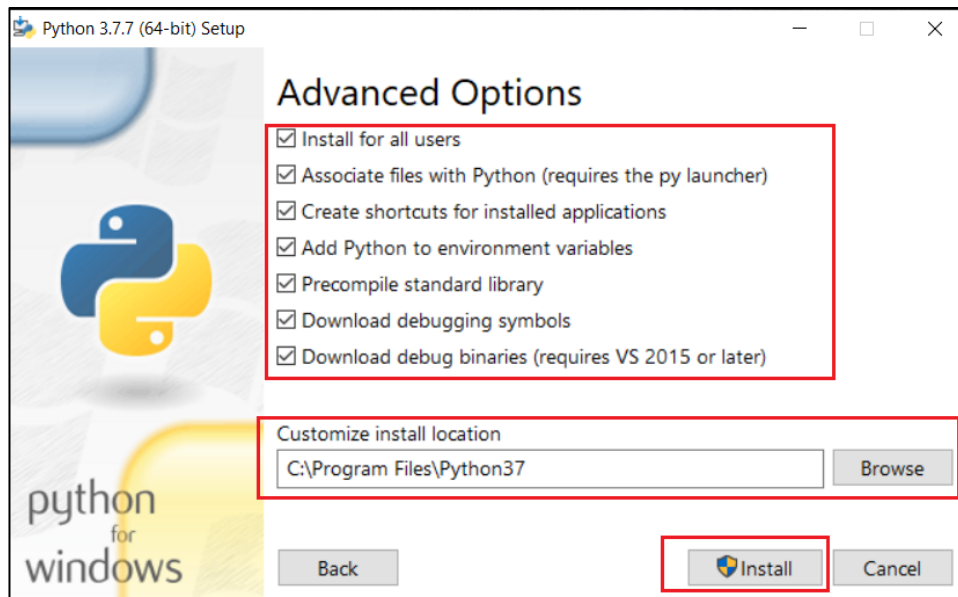 Python 3.7.7 (64-bit) Setup
Advanced Options
Install for all users
Associate files with Python (requires the py launcher)
Create shortcuts for installed applications
Add Python to environment variables
Precompile standard library
Download debugging symbols
Download debug binaries (requires VS 2015 or later)
Customize install location
C:\Program Files\Python37
Browse
python
for
windows
Back
Install
Cancel